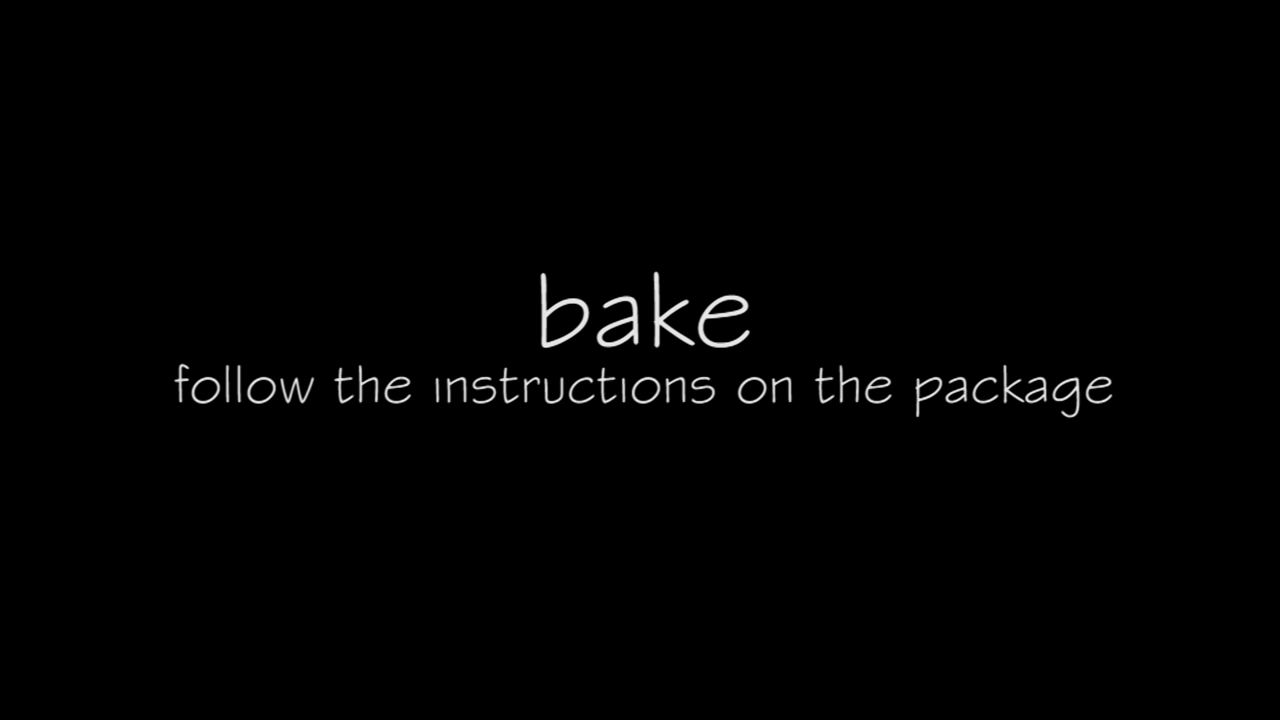 bake
follow the instructions on the package